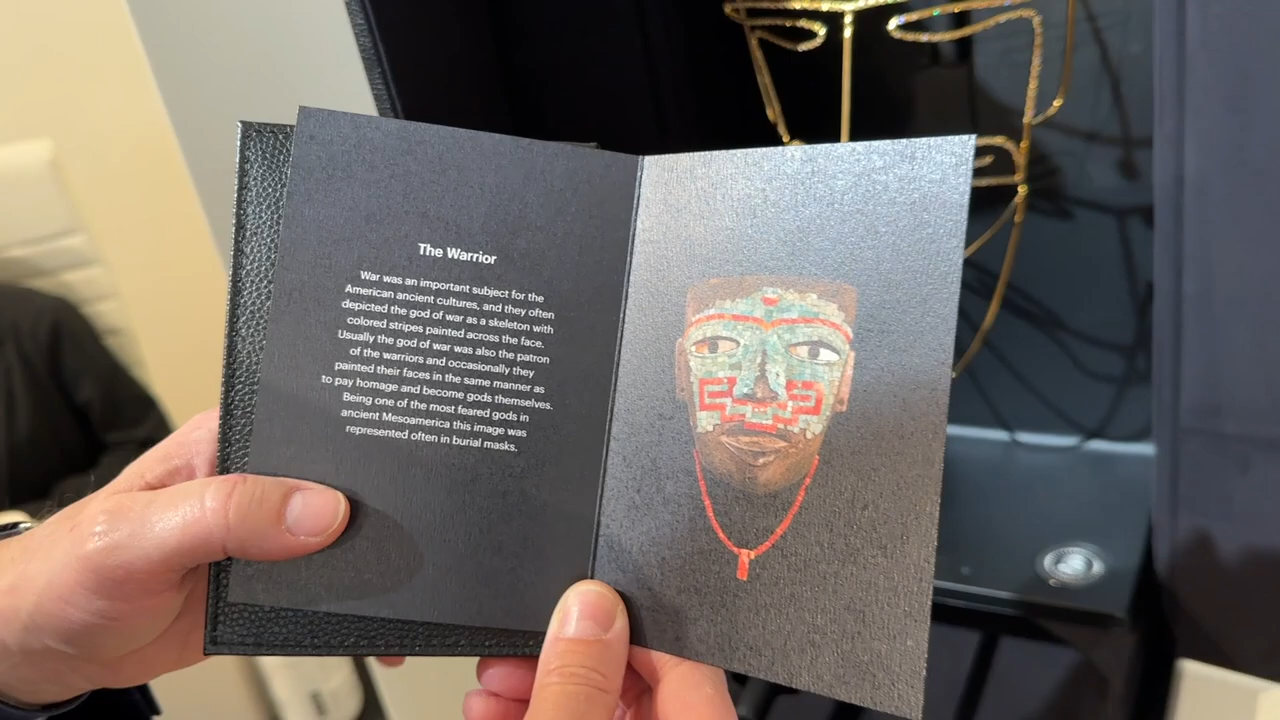 The Warrior
War was an important subject for the
American ancient cultures, and they often
depicted the god of war as a skeleton with
colored stripes painted across the face.
Usually the god of war was also the patron
of the warriors and occasionally they
painted their faces in the same manner as
to pay homage and become gods themselves.
Being one of the most feared gods in
ancient Mesoamerica this image was
represented often in burial masks.